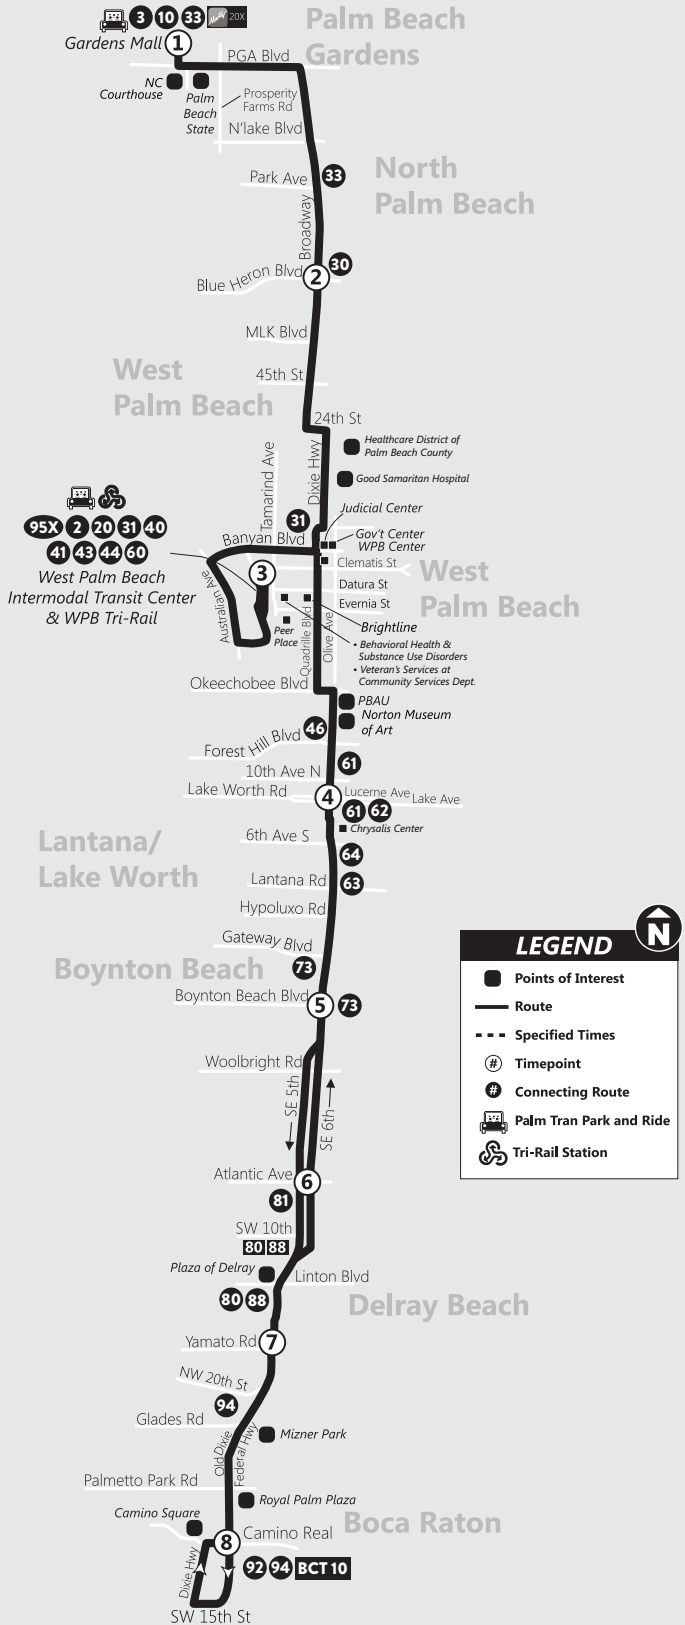 3 10 33 20X
Palm Beach
Gardens
Gardens Mall 1
PGA Blvd
NC
Courthouse
Palm
Beach
State
Prosperity
Farms Rd
N'lake Blvd
North
Palm Beach
Park Ave
33
Broadway
Blue Heron Blvd
2
30
MLK Blvd
West
Palm Beach
45th St
24th St
Healthcare District of
Palm Beach County
Dixie Hwy
Tamarind Ave
Good Samaritan Hospital
95X 2 20 31 40
41 43 44 60
West Palm Beach
Intermodal Transit Center
& WPB Tri-Rail
31
Judicial Center
Banyan Blvd
Gov't Center
WPB Center
Clematis St
3
West
Palm Beach
Datura St
Evernia St
Australian Ave
Peer
Place
Quadrille Blvd
Olive Ave
Brightline
• Behavioral Health &
Substance Use Disorders
• Veteran's Services at
Community Services Dept.
Okeechobee Blvd
PBAU
Norton Museum
of Art
46
Forest Hill Blvd
61
10th Ave N
Lake Worth Rd
4
Lucerne Ave
Lake Ave
61 62
Chrysalis Center
6th Ave S
Lantana/
Lake Worth
64
Lantana Rd
63
Hypoluxo Rd
Gateway Blvd
Boynton Beach
73
Boynton Beach Blvd
5
73
Woolbright Rd
SE 5th
SE 6th
Atlantic Ave
6
81
SW 10th
80 88
Plaza of Delray
Linton Blvd
80 88
Delray Beach
Yamato Rd
7
NW 20th St
94
Glades Rd
Old Dixie
Federal Hwy
Mizner Park
Palmetto Park Rd
Royal Palm Plaza
Camino Square
Boca Raton
8
Camino Real
Dixie Hwy
92 94 BCT 10
SW 15th St
N
LEGEND
Points of Interest
Route
Specified Times
# Timepoint
# Connecting Route
Palm Tran Park and Ride
Tri-Rail Station